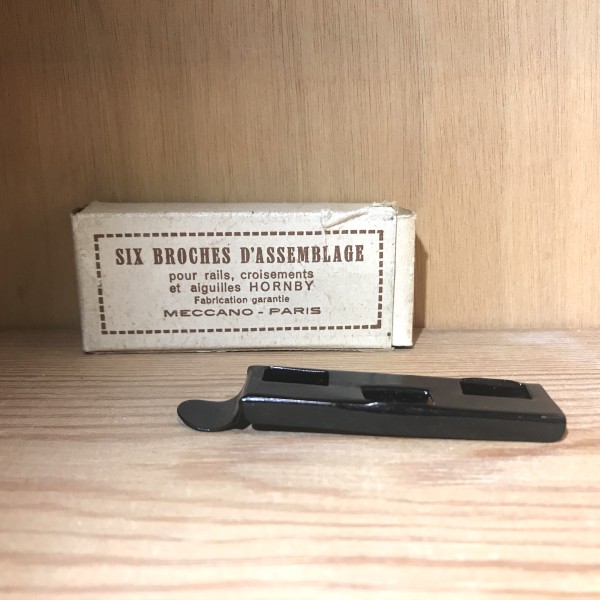 SIX BROCHES D'ASSEMBLAGE
pour rails, croisements
et aiguilles HORNBY
Fabrication garantie
MECCANO - PARIS